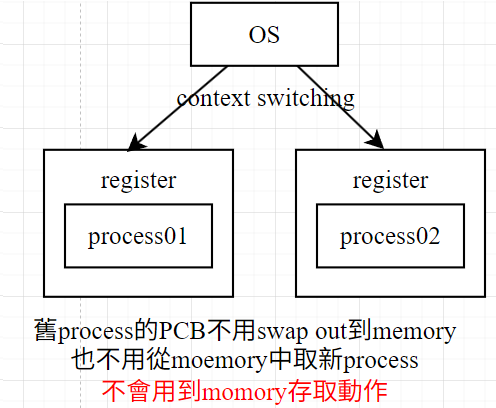 OS
context switching
register
register
process01
process02
舊process的PCB不用swap out到memory
也不用從moemory中取新process
不會用到momory存取動作